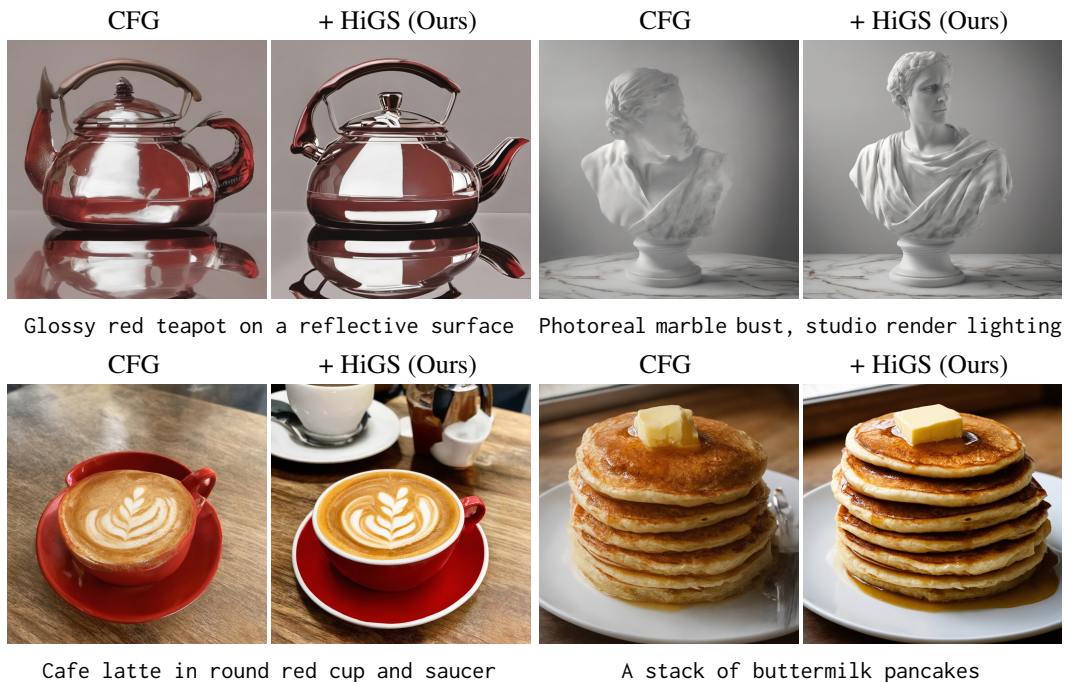 CFG + HiGS (Ours) CFG + HiGS (Ours)
Glossy red teapot on a reflective surface Photoreal marble bust, studio render lighting
CFG + HiGS (Ours) CFG + HiGS (Ours)
Cafe latte in round red cup and saucer A stack of buttermilk pancakes